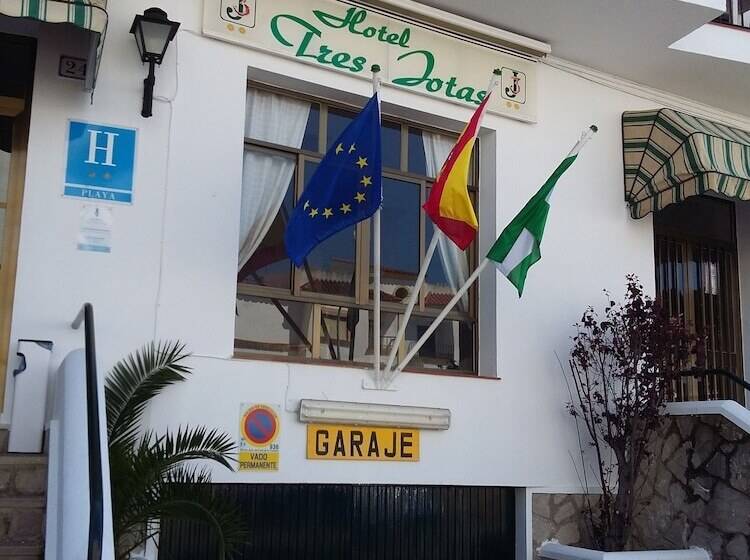 Hotel
Tres Jotas
24
H
PLAYA
GARAJE
VADO
PERMANENTE